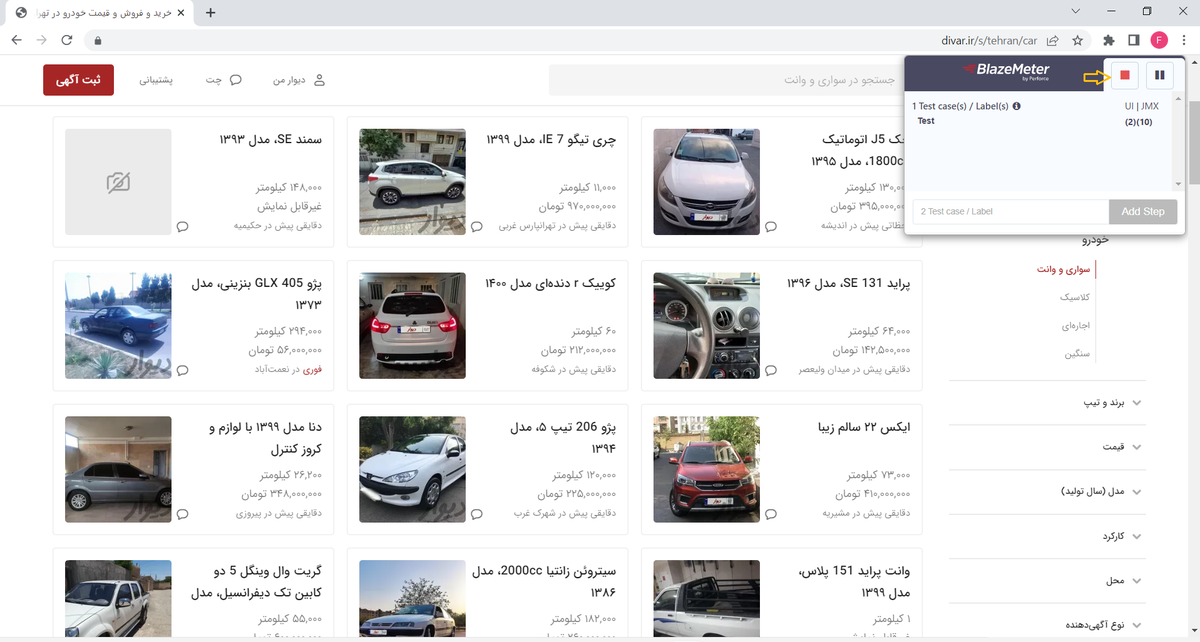 خرید و فروش و قیمت خودرو در تهرا
divar.ir/s/tehran/car
F
ثبت آگهی
پشتیبانی
چت
دیوار من
جستجو در سواری و وانت
BlazeMeter
by Perforce
1 Test case(s) / Label(s)
UI | JMX
Test
(2)(10)
2 Test case / Label
Add Step
جک J5 اتوماتیک
1800c، مدل ۱۳۹۵
۱۳۰,۰۰ کیلومتر
۳۹۵,۰۰۰,۰۰ تومان
حظاتی پیش در اندیشه
چری تیگو 7 IE، مدل ۱۳۹۹
۱۱,۰۰۰ کیلومتر
۹۷۰,۰۰۰,۰۰۰ تومان
دقایقی پیش در تهرانپارس غربی
سمند SE، مدل ۱۳۹۳
۱۴۸,۰۰۰ کیلومتر
غیرقابل نمایش
دقایقی پیش در حکیمیه
خودرو
سواری و وانت
کلاسیک
اجاره‌ای
سنگین
برند و تیپ
قیمت
مدل (سال تولید)
کارکرد
محل
نوع آگهی‌دهنده
پراید 131 SE، مدل ۱۳۹۶
۶۴,۰۰۰ کیلومتر
۱۴۲,۵۰۰,۰۰۰ تومان
دقایقی پیش در میدان ولیعصر
کوییک r دنده‌ای مدل ۱۴۰۰
۶۰ کیلومتر
۲۱۲,۰۰۰,۰۰۰ تومان
دقایقی پیش در شکوفه
پژو 405 GLX بنزینی، مدل
۱۳۷۳
۲۹۴,۰۰۰ کیلومتر
۵۶,۰۰۰,۰۰۰ تومان
فوری در نعمت‌آباد
ایکس ۲۲ سالم زیبا
۷۳,۰۰۰ کیلومتر
۴۱۰,۰۰۰,۰۰۰ تومان
دقایقی پیش در مشیریه
پژو 206 تیپ ۵، مدل
۱۳۹۴
۱۲۰,۰۰۰ کیلومتر
۲۲۵,۰۰۰,۰۰۰ تومان
دقایقی پیش در شهرک غرب
دنا مدل ۱۳۹۹ با لوازم و
کروز کنترل
۲۶,۲۰۰ کیلومتر
۳۴۸,۰۰۰,۰۰۰ تومان
دقایقی پیش در پیروزی
وانت پراید 151 پلاس،
مدل ۱۳۹۹
۱ کیلومتر
سیتروئن زانتیا 2000cc، مدل
۱۳۸۶
۱۸۲,۰۰۰ کیلومتر
گریت وال وینگل 5 دو
کابین تک دیفرانسیل، مدل
۵۵,۰۰۰ کیلومتر
دیوار
دیوار
دیوار
دیوار
دیوار